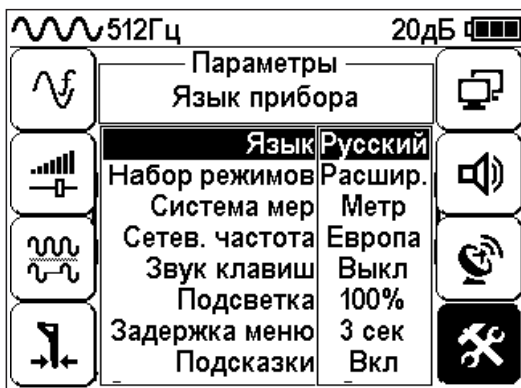 512Гц 20дБ
Параметры
Язык прибора
Язык Русский
Набор режимов Расшир.
Система мер Метр
Сетев. частота Европа
Звук клавиш Выкл
Подсветка 100%
Задержка меню 3 сек
Подсказки Вкл
f